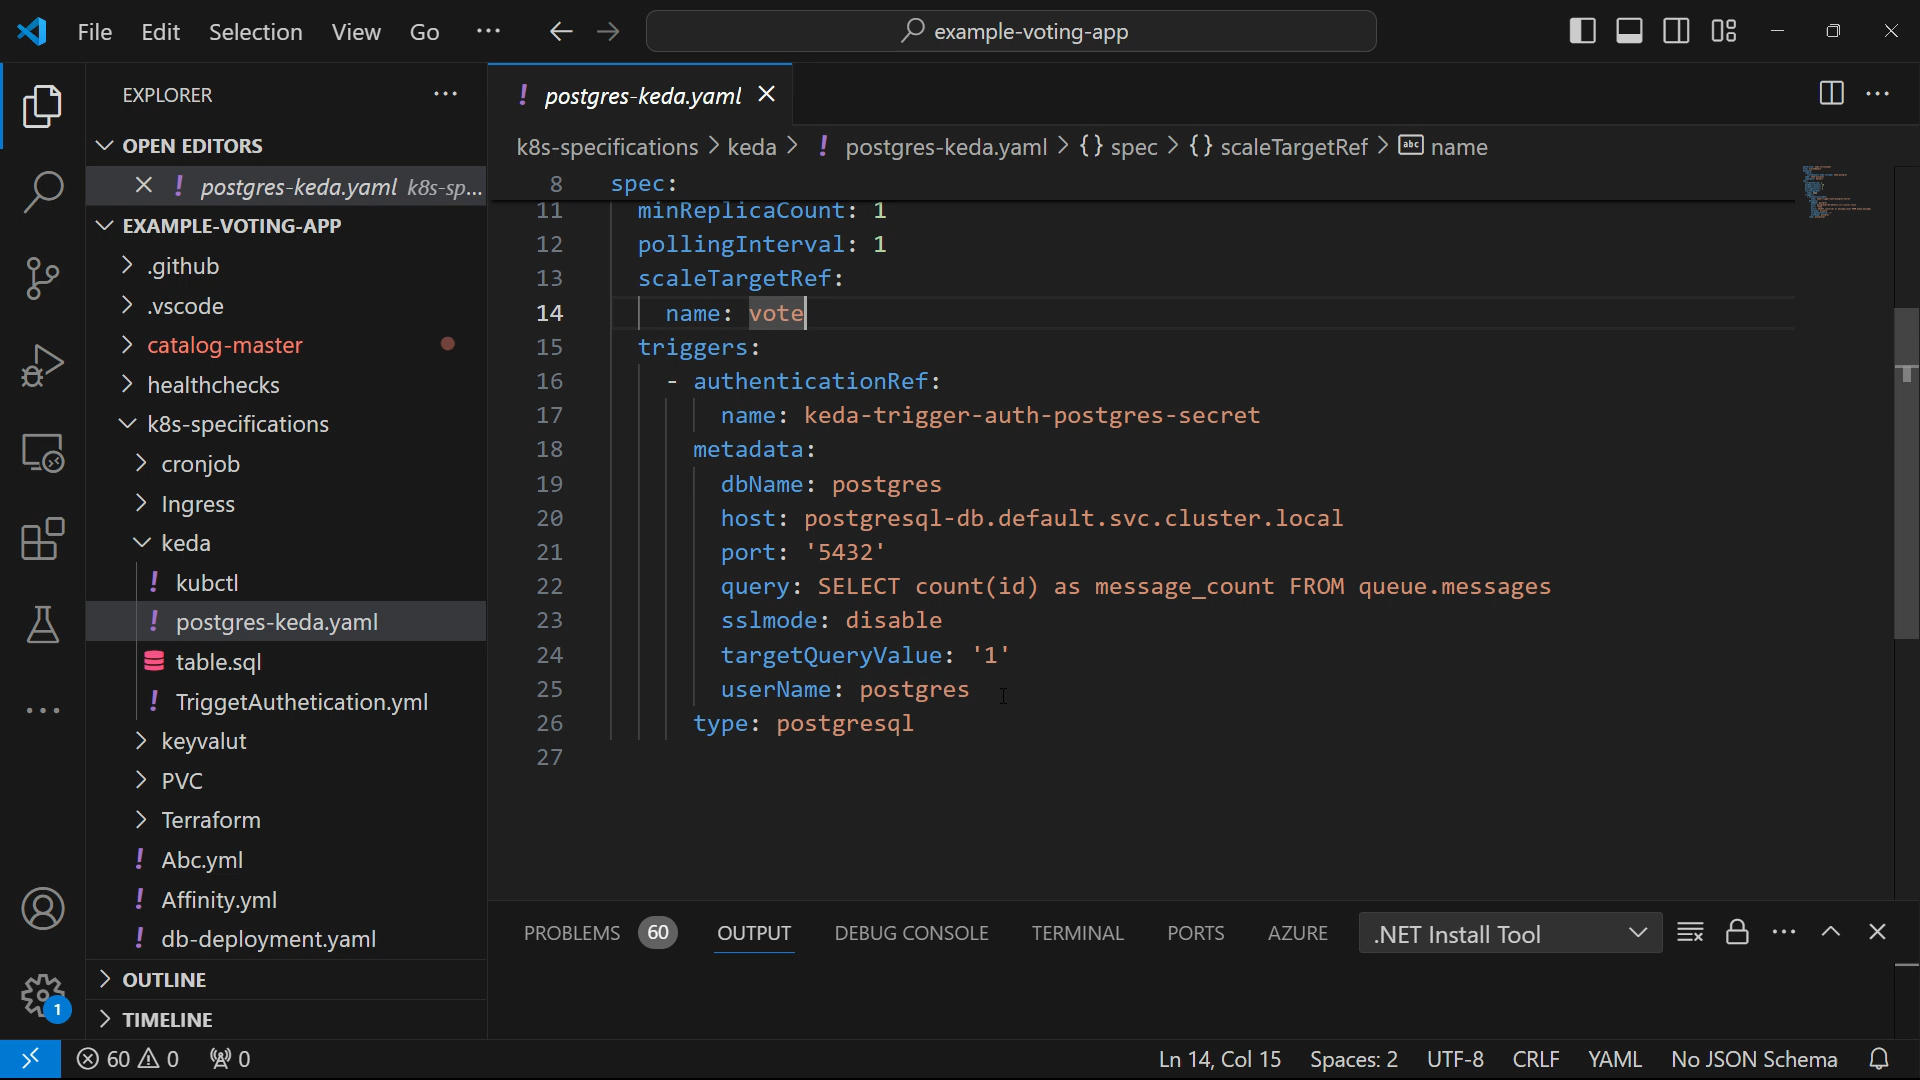 File Edit Selection View Go ··· example-voting-app
EXPLORER ···
OPEN EDITORS
! postgres-keda.yaml k8s-sp...
EXAMPLE-VOTING-APP
.github
.vscode
catalog-master
healthchecks
k8s-specifications
cronjob
Ingress
keda
! kubctl
! postgres-keda.yaml
table.sql
! TriggetAuthetication.yml
keyvalut
PVC
Terraform
! Abc.yml
! Affinity.yml
! db-deployment.yaml
OUTLINE
TIMELINE
! postgres-keda.yaml
k8s-specifications > keda > ! postgres-keda.yaml > {} spec > {} scaleTargetRef > abc name
8 spec:
11 minReplicaCount: 1
12 pollingInterval: 1
13 scaleTargetRef:
14 name: vote
15 triggers:
16 - authenticationRef:
17 name: keda-trigger-auth-postgres-secret
18 metadata:
19 dbName: postgres
20 host: postgresql-db.default.svc.cluster.local
21 port: '5432'
22 query: SELECT count(id) as message_count FROM queue.messages
23 sslmode: disable
24 targetQueryValue: '1'
25 userName: postgres
26 type: postgresql
27
PROBLEMS 60 OUTPUT DEBUG CONSOLE TERMINAL PORTS AZURE .NET Install Tool
1
60 0 0 Ln 14, Col 15 Spaces: 2 UTF-8 CRLF YAML No JSON Schema